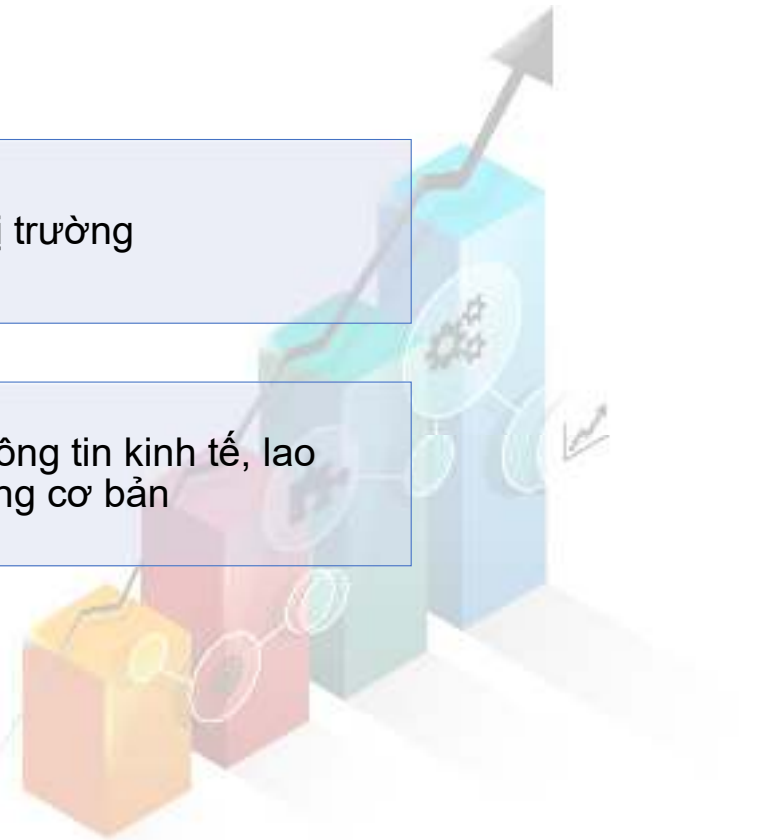 ị trường
ông tin kinh tế, lao
ng cơ bản